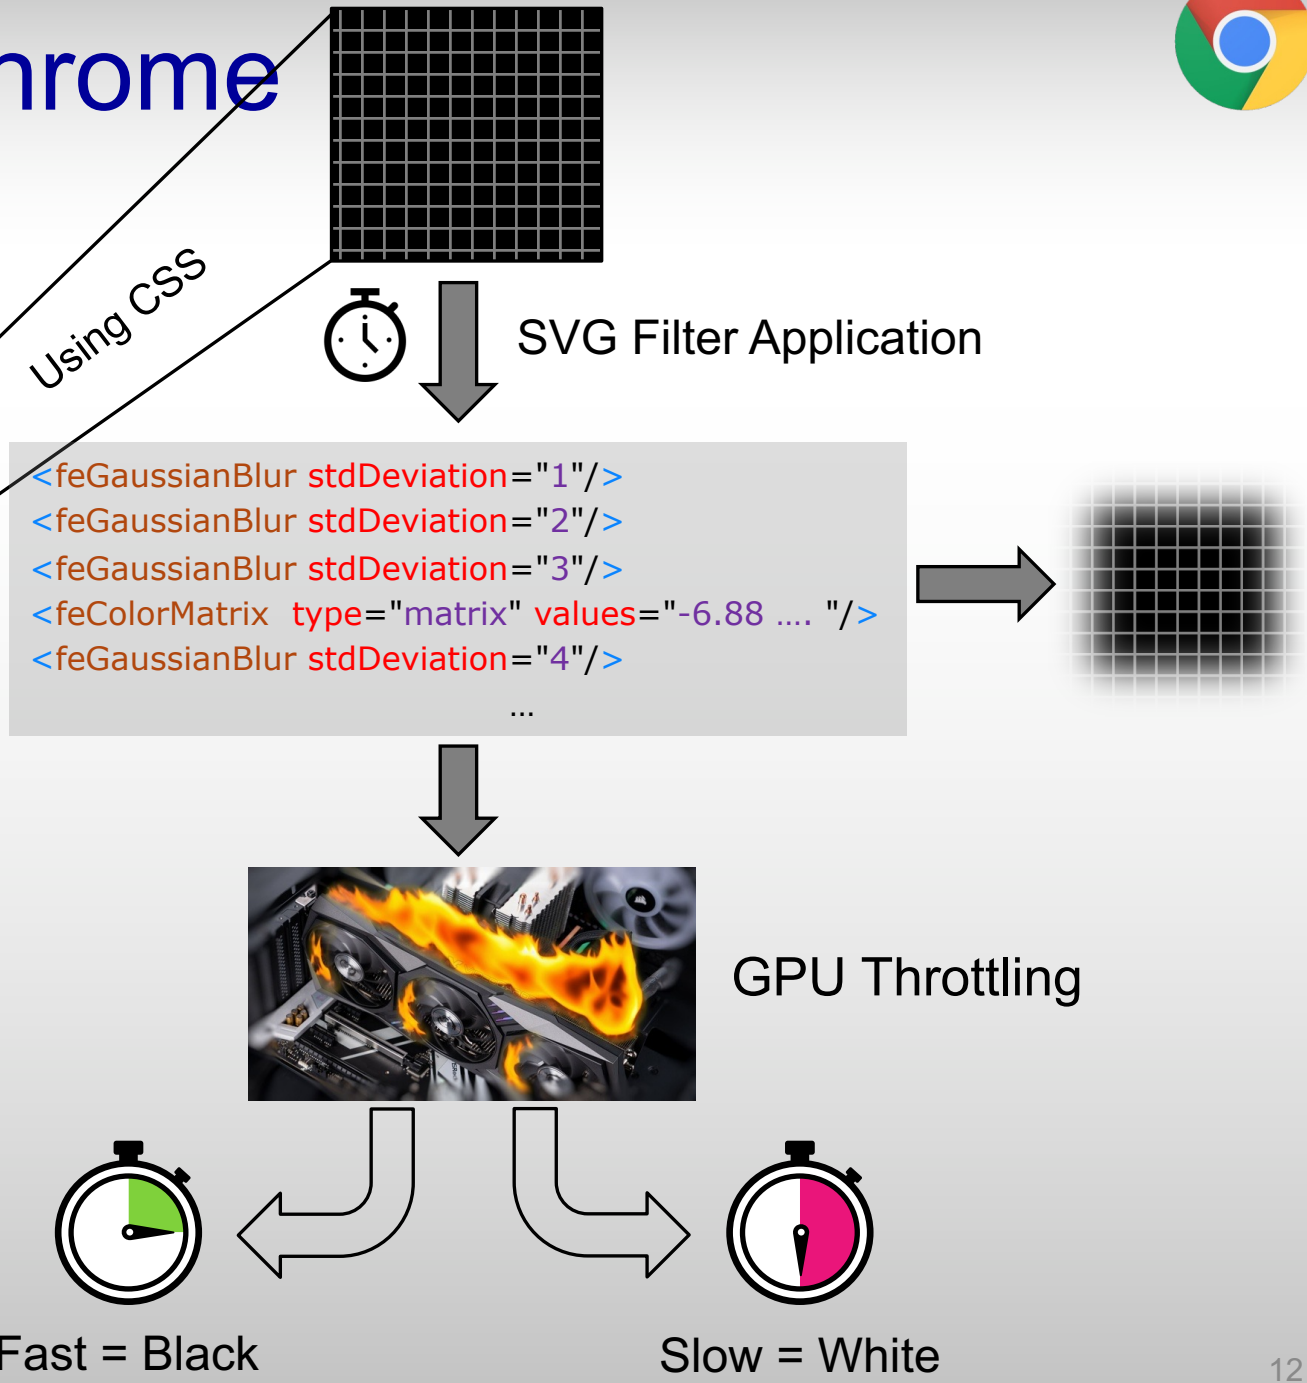 hrome
Using CSS
SVG Filter Application
<feGaussianBlur stdDeviation="1"/>
<feGaussianBlur stdDeviation="2"/>
<feGaussianBlur stdDeviation="3"/>
<feColorMatrix type="matrix" values="-6.88 .... "/>
<feGaussianBlur stdDeviation="4"/>
...
GPU Throttling
Fast = Black
Slow = White
12